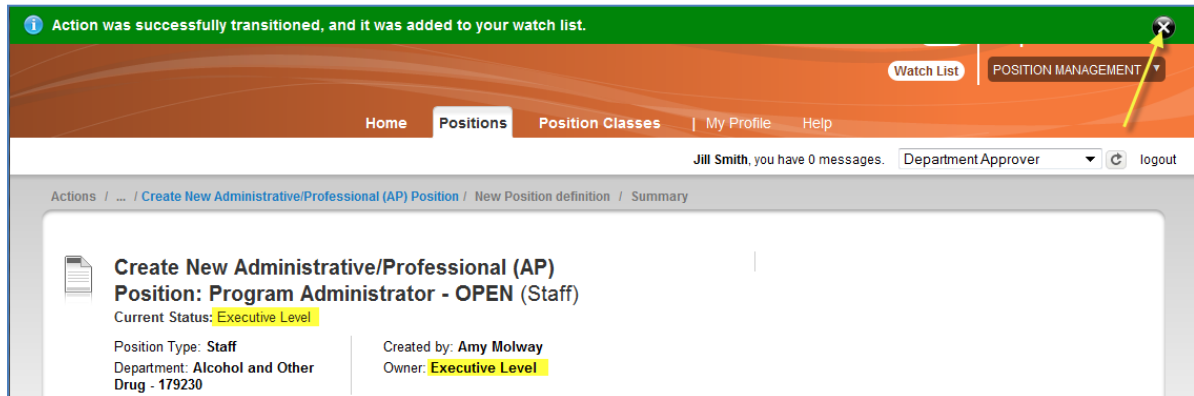 Action was successfully transitioned, and it was added to your watch list.
Watch List POSITION MANAGEMENT
Home Positions Position Classes | My Profile Help
Jill Smith, you have 0 messages. Department Approver logout
Actions / ... / Create New Administrative/Professional (AP) Position / New Position definition / Summary
Create New Administrative/Professional (AP)
Position: Program Administrator - OPEN (Staff)
Current Status: Executive Level
Position Type: Staff Created by: Amy Molway
Department: Alcohol and Other Owner: Executive Level
Drug - 179230